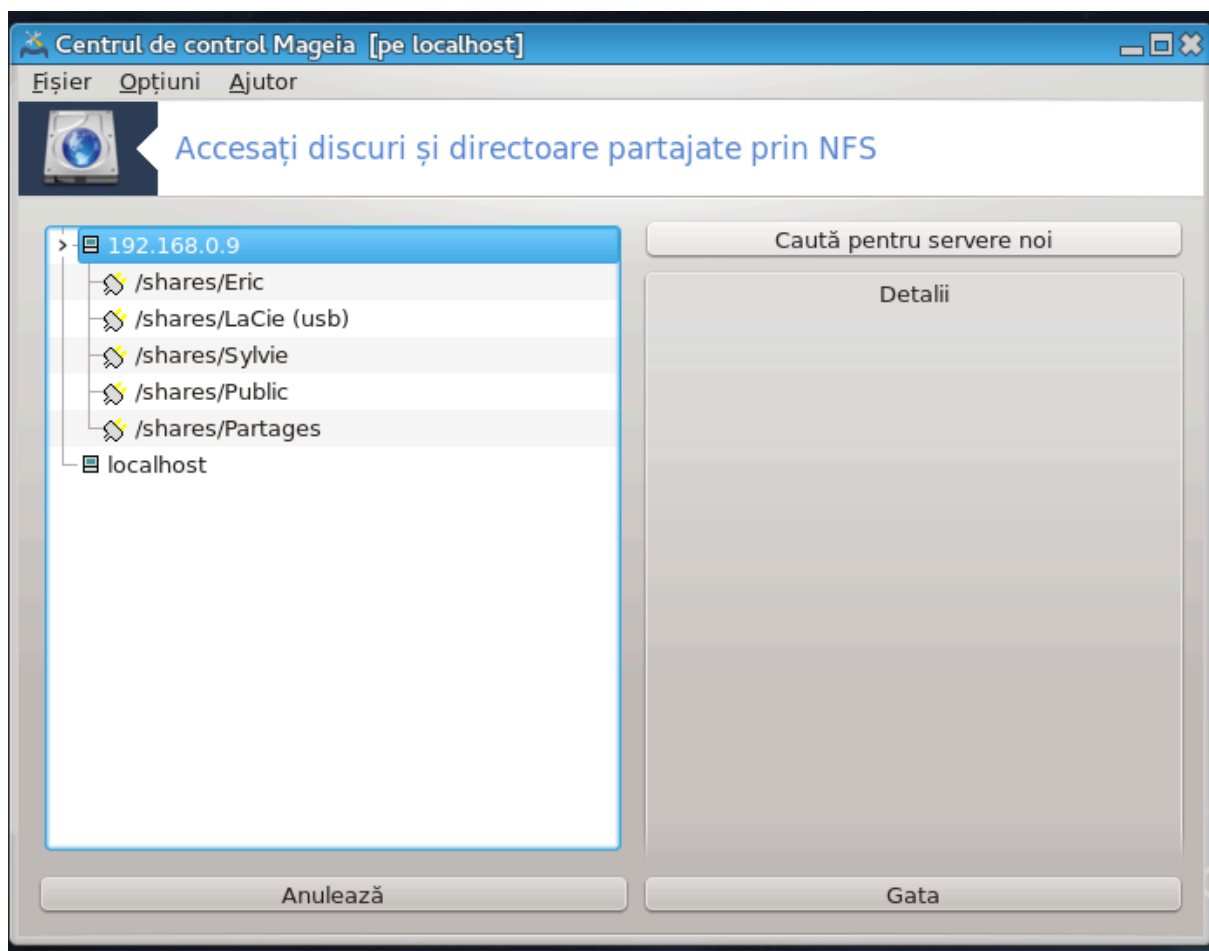 Centrul de control Mageia [pe localhost]
Fișier Opțiuni Ajutor
Accesați discuri și directoare partajate prin NFS
192.168.0.9
/shares/Eric
/shares/LaCie (usb)
/shares/Sylvie
/shares/Public
/shares/Partages
localhost
Caută pentru servere noi
Detalii
Anulează
Gata